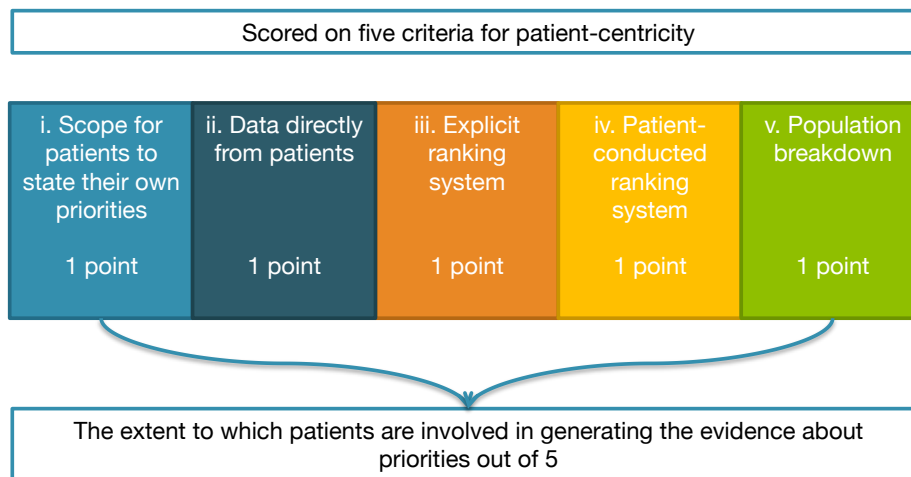 Scored on five criteria for patient-centricity
i. Scope for
patients to
state their own
priorities
1 point
ii. Data directly
from patients
1 point
iii. Explicit
ranking
system
1 point
iv. Patient-
conducted
ranking
system
1 point
v. Population
breakdown
1 point
The extent to which patients are involved in generating the evidence about
priorities out of 5